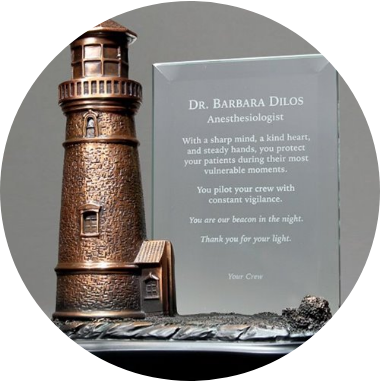 DR. BARBARA DILOS
Anesthesiologist
With a sharp mind, a kind heart,
and steady hands, you protect
your patients during their most
vulnerable moments.
You pilot your crew with
constant vigilance.
You are our beacon in the night.
Thank you for your light.
Your Crew